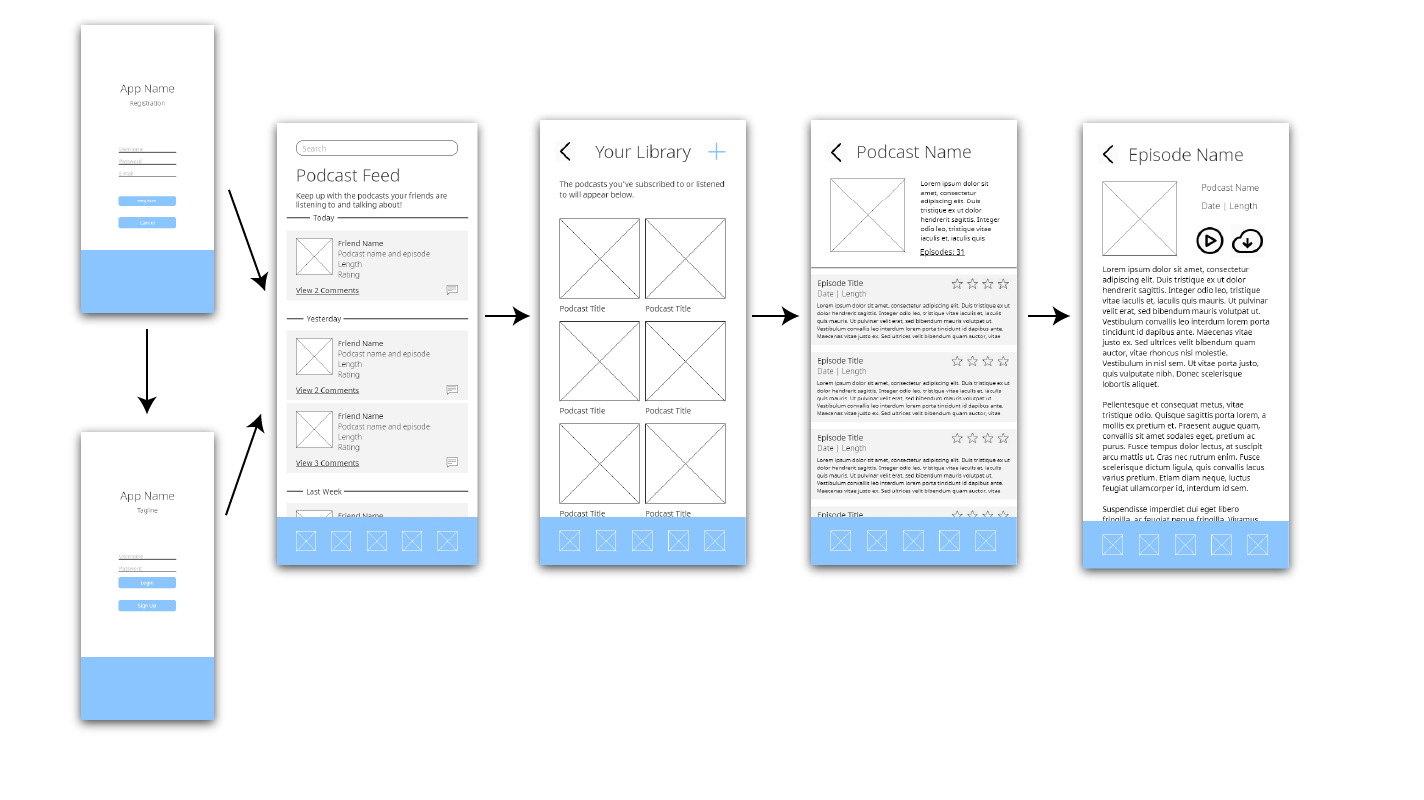 App Name
Registration
Username
Password
E-mail
Cancel
App Name
Tagline
Username
Password
Login
Sign Up
Search
Podcast Feed
Keep up with the podcasts your friends are
listening to and talking about!
Today
Friend Name
Podcast name and episode
Length
Rating
View 2 Comments
Yesterday
Friend Name
Podcast name and episode
Length
Rating
View 2 Comments
Friend Name
Podcast name and episode
Length
Rating
View 3 Comments
Last Week
Friend Name
Your Library
The podcasts you've subscribed to or listened
to will appear below.
Podcast Title Podcast Title
Podcast Title Podcast Title
Podcast Title Podcast Title
Podcast Name
Lorem ipsum dolor sit
amet, consectetur
adipiscing elit. Duis
tristique ex ut dolor
hendrerit sagittis. Integer
odio, tristique vitae
iaculis et, iaculis quis
Episodes: 31
Episode Title
Date | Length
Lorem ipsum dolor sit amet, consectetur adipiscing elit. Duis tristique ex ut
dolor hendrerit sagittis. Integer odio lorem, tristique vitae iaculis et, iaculis
quis mauris. Ut pulvinar velit erat, sed bibendum mauris volutpat ut.
Vestibulum convallis leo interdum lorem porta tincidunt id dapibus ante.
Maecenas vitae justo ex. Sed ultrices velit bibendum quam auctor, vitae
Episode Title
Date | Length
Lorem ipsum dolor sit amet, consectetur adipiscing elit. Duis tristique ex ut
dolor hendrerit sagittis. Integer odio lorem, tristique vitae iaculis et, iaculis
quis mauris. Ut pulvinar velit erat, sed bibendum mauris volutpat ut.
Vestibulum convallis leo interdum lorem porta tincidunt id dapibus ante.
Maecenas vitae justo ex. Sed ultrices velit bibendum quam auctor, vitae
Episode Title
Date | Length
Lorem ipsum dolor sit amet, consectetur adipiscing elit. Duis tristique ex ut
dolor hendrerit sagittis. Integer odio lorem, tristique vitae iaculis et, iaculis
quis mauris. Ut pulvinar velit erat, sed bibendum mauris volutpat ut.
Vestibulum convallis leo interdum lorem porta tincidunt id dapibus ante.
Maecenas vitae justo ex. Sed ultrices velit bibendum quam auctor, vitae
Episode Title
Episode Name
Podcast Name
Date | Length
Lorem ipsum dolor sit amet, consectetur
adipiscing elit. Duis tristique ex ut dolor
hendrerit sagittis. Integer odio lorem, tristique
vitae iaculis et, iaculis quis mauris. Ut pulvinar
velit erat, sed bibendum mauris volutpat ut.
Vestibulum convallis leo interdum lorem porta
tincidunt id dapibus ante. Maecenas vitae justo
ex. Sed ultrices velit bibendum quam
auctor, vitae rhoncus nisl molestie.
Vestibulum in nisl sem. Ut vitae porta justo,
quis vulputate nibh. Donec scelerisque
lobortis aliquet.
Pellentesque et consequat metus, vitae
tristique odio. Quisque sagittis porta lorem, a
mollis ex pretium et. Praesent augue quam,
convallis sit amet sodales eget, pretium ac
purus. Fusce tempus dolor lectus, at suscipit
arcu mattis ut. Cras nec rutrum enim. Fusce
scelerisque dictum ligula, quis convallis lacus
varius pretium. Etiam diam neque, luctus
feugiat ullamcorper id, interdum id sem.
Suspendisse imperdiet dui eget libero
fringilla, ac feugiat neque fringilla. Vivamus